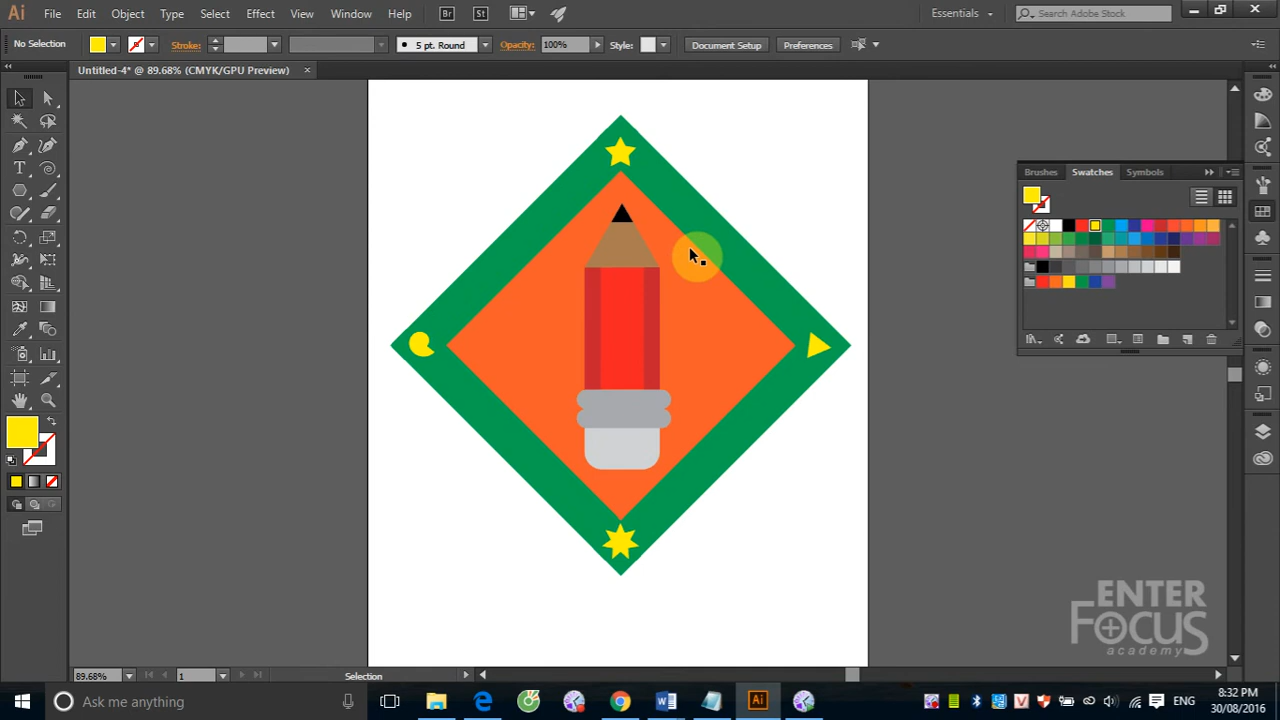 Ai File Edit Object Type Select Effect View Window Help Br St Essentials Search Adobe Stock
No Selection Stroke: 5 pt. Round Opacity: 100% Style: Document Setup Preferences
Untitled-4* @ 89.68% (CMYK/GPU Preview) ×
Brushes Swatches Symbols
T
ENTER
FOCUS
academy
89.68% 1 Selection
Ask me anything Ai ENG 8:32 PM
30/08/2016